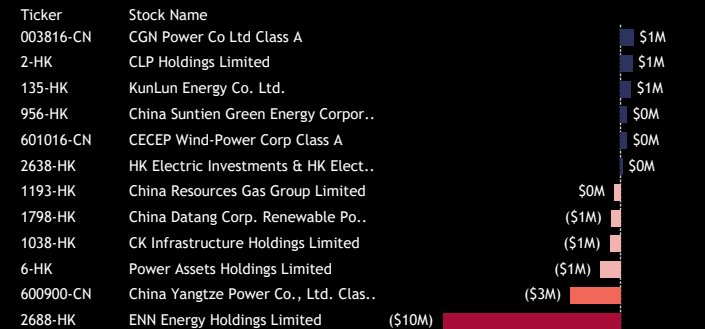 Ticker Stock Name
003816-CN CGN Power Co Ltd Class A $1M
2-HK CLP Holdings Limited $1M
135-HK KunLun Energy Co. Ltd. $1M
956-HK China Suntien Green Energy Corpor.. $0M
601016-CN CECEP Wind-Power Corp Class A $0M
2638-HK HK Electric Investments & HK Elect.. $0M
1193-HK China Resources Gas Group Limited $0M
1798-HK China Datang Corp. Renewable Po.. ($1M)
1038-HK CK Infrastructure Holdings Limited ($1M)
6-HK Power Assets Holdings Limited ($1M)
600900-CN China Yangtze Power Co., Ltd. Clas.. ($3M)
2688-HK ENN Energy Holdings Limited ($10M)